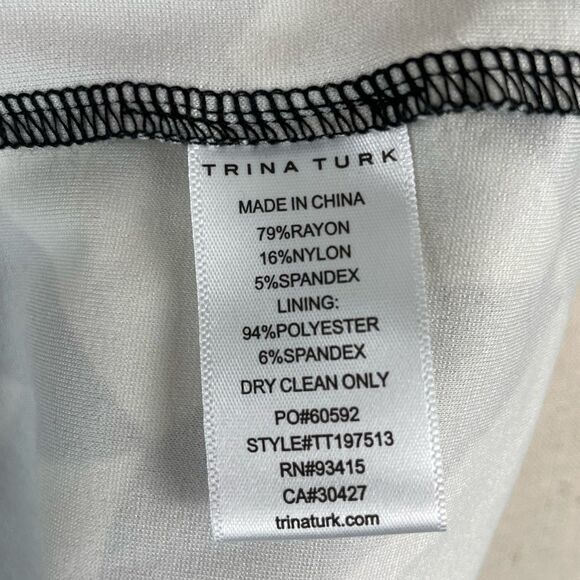 TRINA TURK
MADE IN CHINA
79%RAYON
16%NYLON
5%SPANDEX
LINING:
94%POLYESTER
6%SPANDEX
DRY CLEAN ONLY
PO#60592
STYLE#TT197513
RN#93415
CA#30427
trinaturk.com